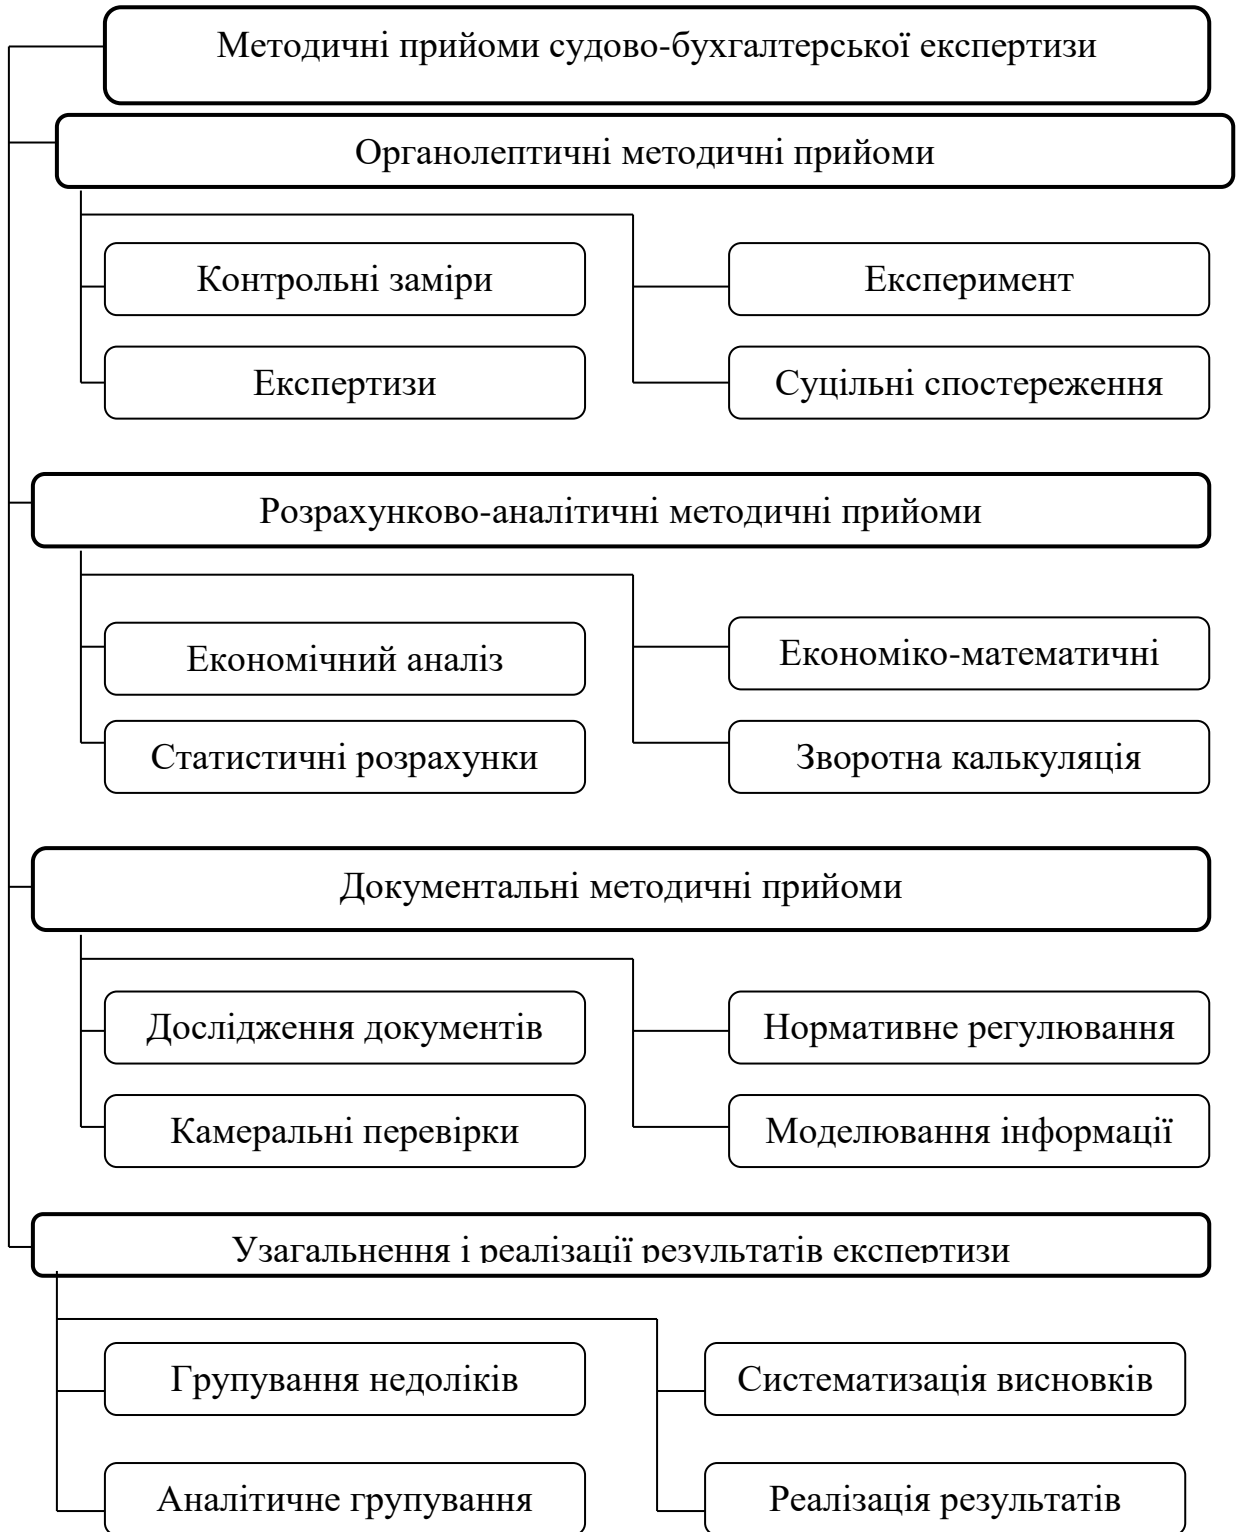 Методичні прийоми судово-бухгалтерської експертизи
Органолептичні методичні прийоми
Контрольні заміри
Експеримент
Експертизи
Суцільні спостереження
Розрахунково-аналітичні методичні прийоми
Економічний аналіз
Економіко-математичні
Статистичні розрахунки
Зворотна калькуляція
Документальні методичні прийоми
Дослідження документів
Нормативне регулювання
Камеральні перевірки
Моделювання інформації
Узагальнення і реалізації результатів експертизи
Групування недоліків
Систематизація висновків
Аналітичне групування
Реалізація результатів